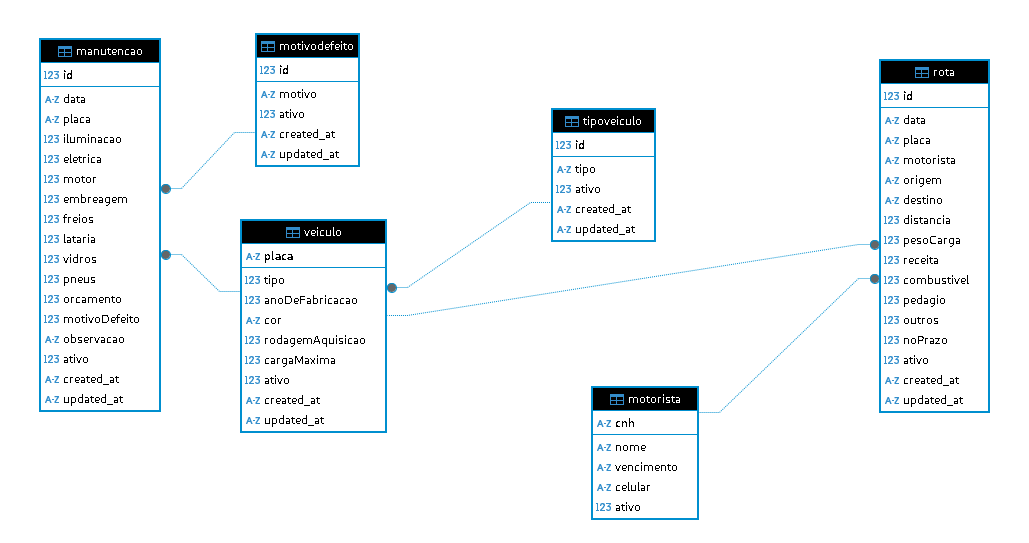 manutencao
123 id
A-Z data
A-Z placa
123 iluminacao
123 eletrica
123 motor
123 embreagem
123 freios
123 lataria
123 vidros
123 pneus
123 orcamento
123 motivoDefeito
A-Z observacao
123 ativo
A-Z created_at
A-Z updated_at
motivodefeito
123 id
A-Z motivo
123 ativo
A-Z created_at
A-Z updated_at
veiculo
A-Z placa
123 tipo
123 anoDeFabricacao
A-Z cor
123 rodagemAquisicao
123 cargaMaxima
123 ativo
A-Z created_at
A-Z updated_at
tipoveiculo
123 id
A-Z tipo
123 ativo
A-Z created_at
A-Z updated_at
motorista
A-Z cnh
A-Z nome
A-Z vencimento
A-Z celular
123 ativo
rota
123 id
A-Z data
A-Z placa
A-Z motorista
A-Z origem
A-Z destino
123 distancia
123 pesoCarga
123 receita
123 combustivel
123 pedagio
123 outros
123 noPrazo
123 ativo
A-Z created_at
A-Z updated_at